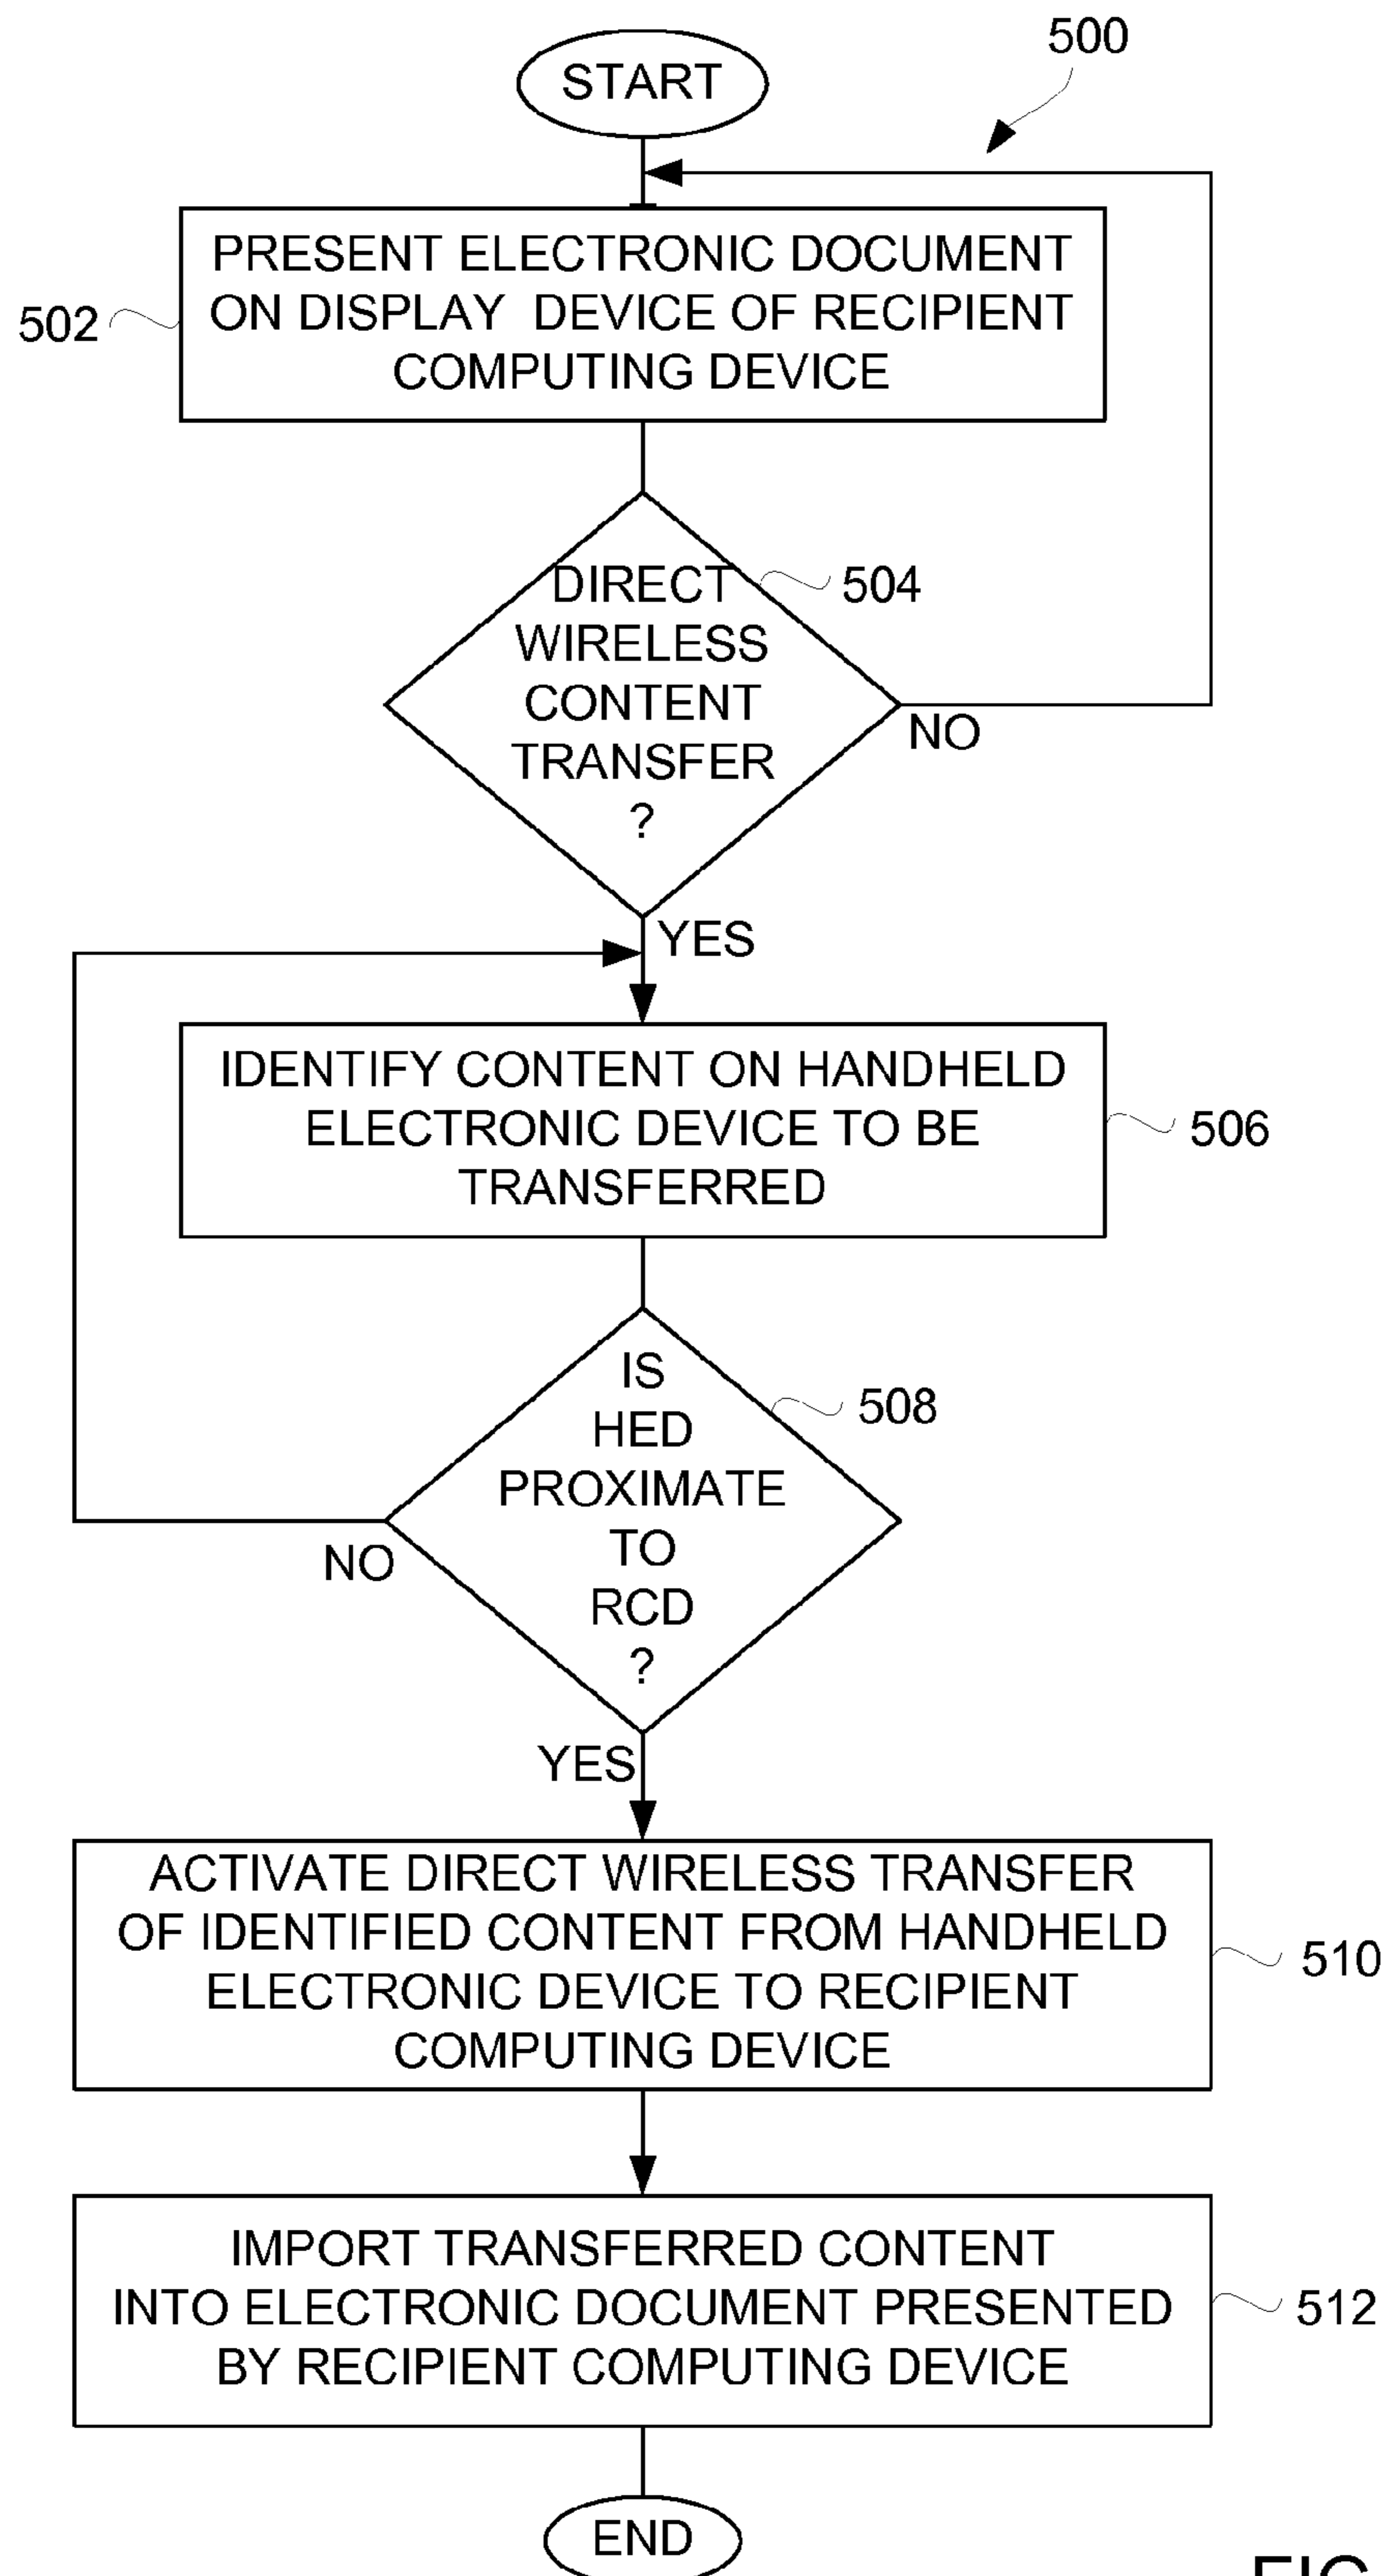 500
START
PRESENT ELECTRONIC DOCUMENT
ON DISPLAY DEVICE OF RECIPIENT
COMPUTING DEVICE
502
DIRECT
WIRELESS
CONTENT
TRANSFER
?
504
NO
YES
IDENTIFY CONTENT ON HANDHELD
ELECTRONIC DEVICE TO BE
TRANSFERRED
506
IS
HED
PROXIMATE
TO
RCD
?
508
NO
YES
ACTIVATE DIRECT WIRELESS TRANSFER
OF IDENTIFIED CONTENT FROM HANDHELD
ELECTRONIC DEVICE TO RECIPIENT
COMPUTING DEVICE
510
IMPORT TRANSFERRED CONTENT
INTO ELECTRONIC DOCUMENT PRESENTED
BY RECIPIENT COMPUTING DEVICE
512
END
FIG